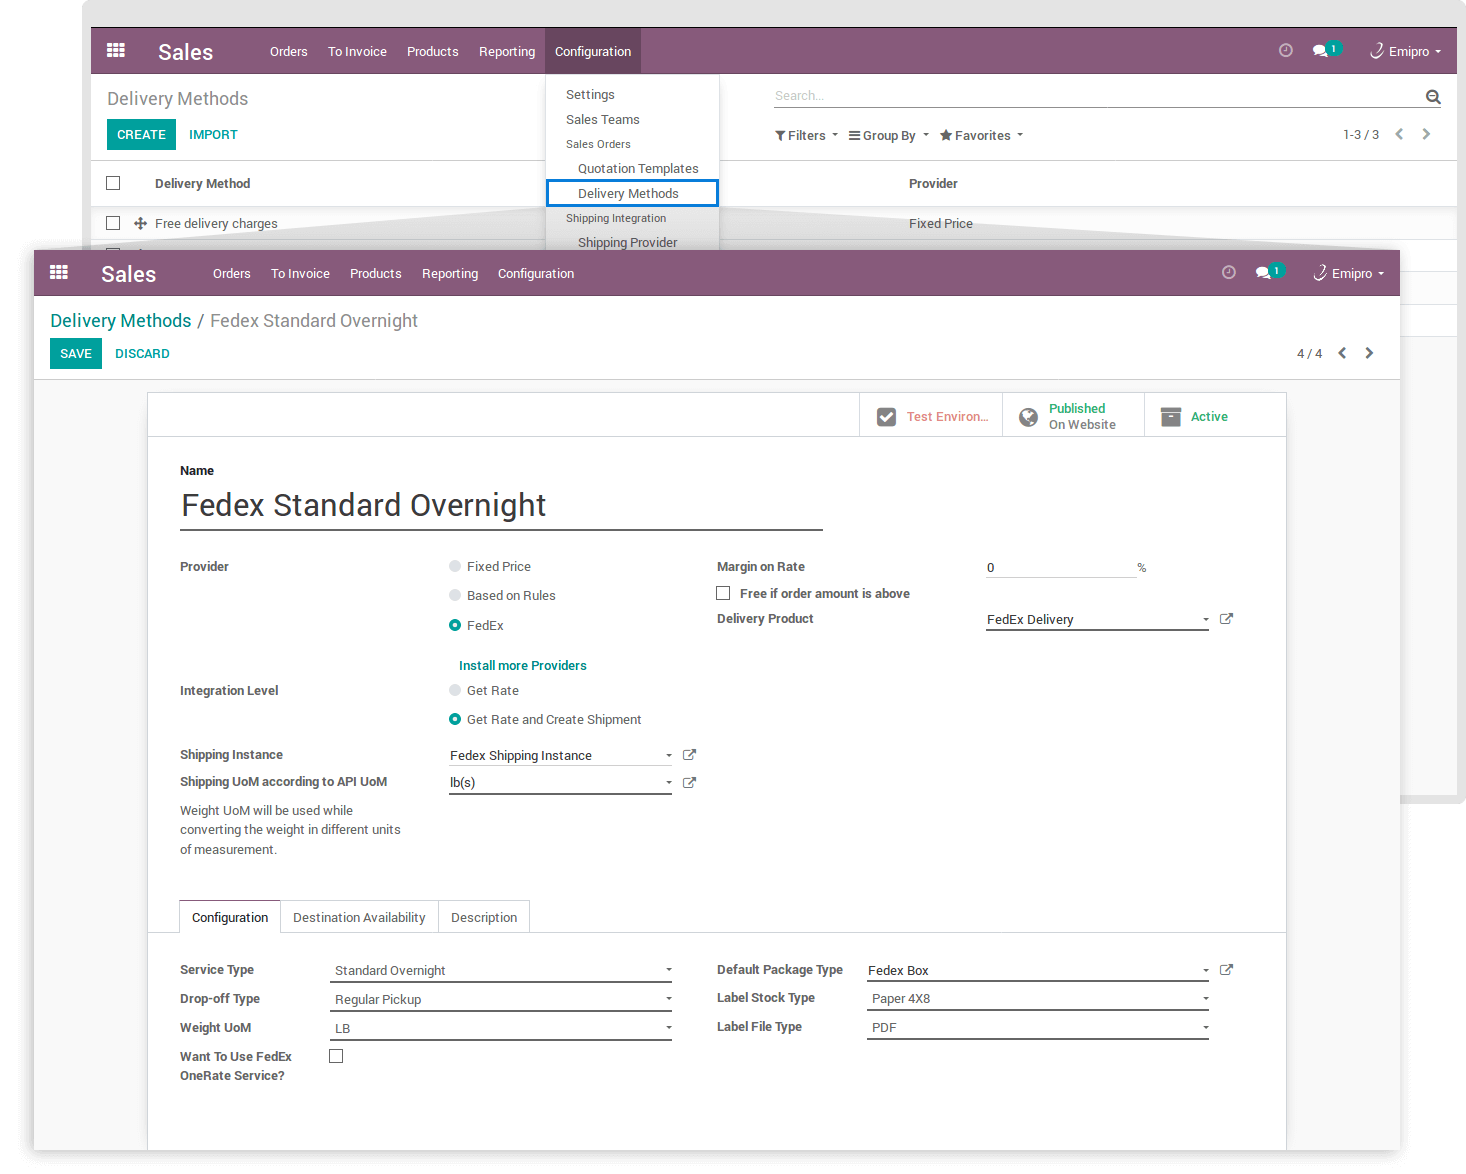 Sales
Orders
To Invoice
Products
Reporting
Configuration
1
Emipro
Delivery Methods
CREATE
IMPORT
Settings
Sales Teams
Sales Orders
Quotation Templates
Delivery Methods
Shipping Integration
Shipping Provider
Search...
Filters
Group By
Favorites
1-3 / 3
Delivery Method
Provider
Free delivery charges
Fixed Price
Sales
Orders
To Invoice
Products
Reporting
Configuration
1
Emipro
Delivery Methods / Fedex Standard Overnight
SAVE
DISCARD
4 / 4
Test Environ...
Published
On Website
Active
Name
Fedex Standard Overnight
Provider
Fixed Price
Based on Rules
FedEx
Install more Providers
Integration Level
Get Rate
Get Rate and Create Shipment
Shipping Instance
Fedex Shipping Instance
Shipping UoM according to API UoM
lb(s)
Weight UoM will be used while
converting the weight in different units
of measurement.
Margin on Rate
0
%
Free if order amount is above
Delivery Product
FedEx Delivery
Configuration
Destination Availability
Description
Service Type
Standard Overnight
Drop-off Type
Regular Pickup
Weight UoM
LB
Want To Use FedEx
OneRate Service?
Default Package Type
Fedex Box
Label Stock Type
Paper 4X8
Label File Type
PDF